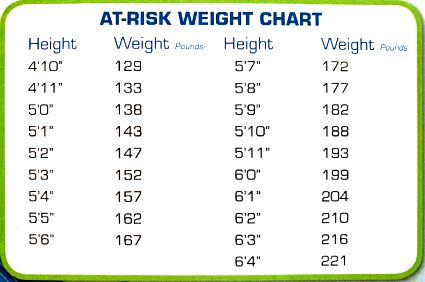 AT-RISK WEIGHT CHART
Height Weight Pounds Height Weight Pounds
4'10" 129 5'7" 172
4'11" 133 5'8" 177
5'0" 138 5'9" 182
5'1" 143 5'10" 188
5'2" 147 5'11" 193
5'3" 152 6'0" 199
5'4" 157 6'1" 204
5'5" 162 6'2" 210
5'6" 167 6'3" 216
6'4" 221